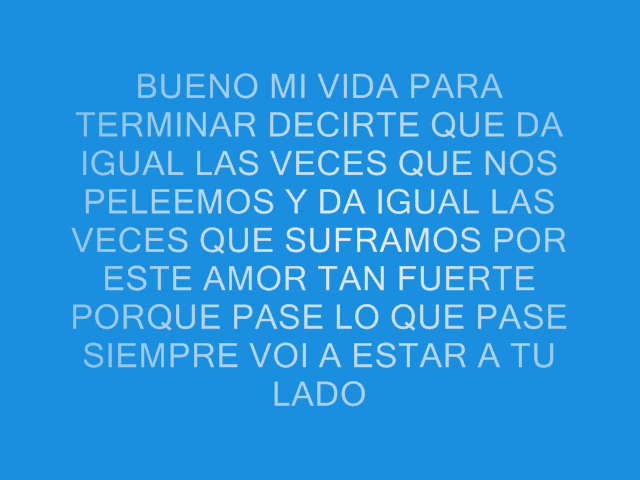 BUENO MI VIDA PARA
TERMINAR DECIRTE QUE DA
IGUAL LAS VECES QUE NOS
PELEEMOS Y DA IGUAL LAS
VECES QUE SUFRAMOS POR
ESTE AMOR TAN FUERTE
PORQUE PASE LO QUE PASE
SIEMPRE VOI A ESTAR A TU
LADO